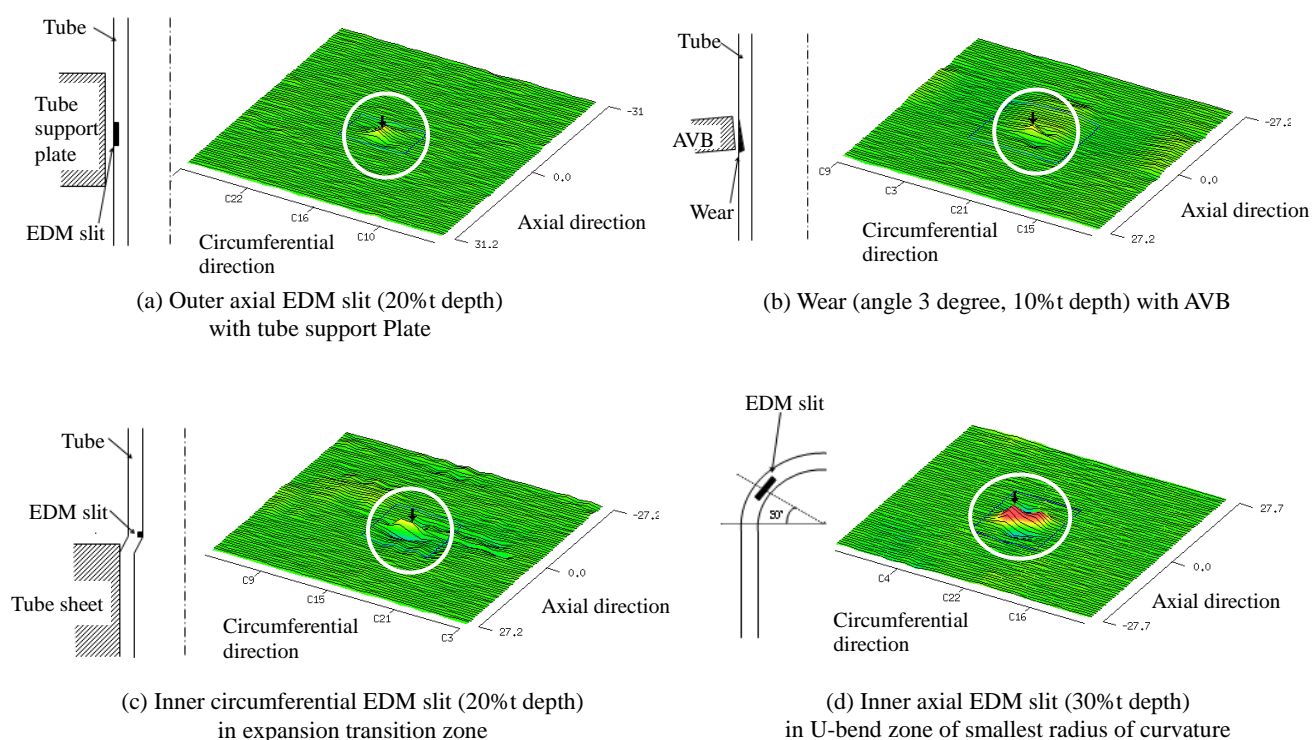 Tube
Tube
support
plate
EDM slit
C22
C16
C10
-31
0.0
31.2
Circumferential
direction
Axial direction
(a) Outer axial EDM slit (20%t depth)
with tube support Plate
Tube
AVB
Wear
C9
C3
C21
C15
-27.2
0.0
27.2
Circumferential
direction
Axial direction
(b) Wear (angle 3 degree, 10%t depth) with AVB
Tube
EDM slit
Tube sheet
C9
C15
C21
C3
-27.2
0.0
27.2
Circumferential
direction
Axial direction
(c) Inner circumferential EDM slit (20%t depth)
in expansion transition zone
EDM slit
30°
C4
C22
C16
27.7
0.0
-27.7
Circumferential
direction
Axial direction
(d) Inner axial EDM slit (30%t depth)
in U-bend zone of smallest radius of curvature